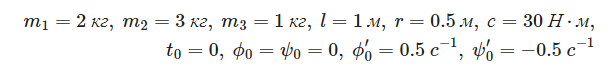 m₁ = 2 кг, m₂ = 3 кг, m₃ = 1 кг, l = 1 м, r = 0.5 м, c = 30 Н · м,
t₀ = 0, ϕ₀ = ψ₀ = 0, ϕ′₀ = 0.5 с⁻¹, ψ′₀ = −0.5 с⁻¹